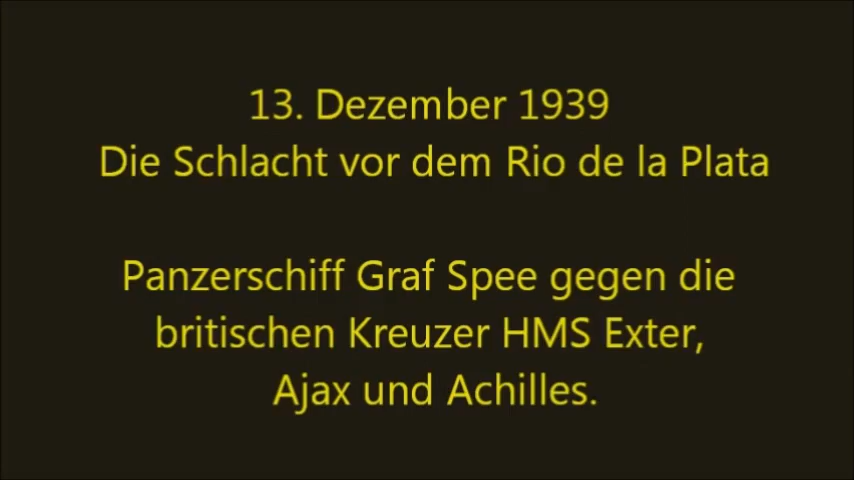 13. Dezember 1939
Die Schlacht vor dem Rio de la Plata
Panzerschiff Graf Spee gegen die
britischen Kreuzer HMS Exter,
Ajax und Achilles.